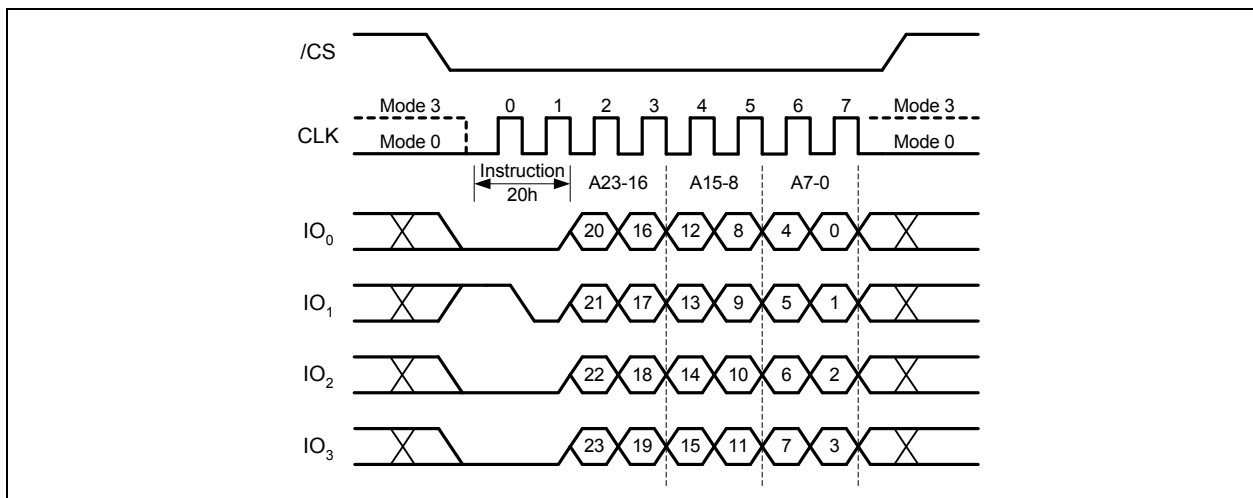 /CS
Mode 3 0 1 2 3 4 5 6 7 Mode 3
CLK Mode 0 Mode 0
Instruction A23-16 A15-8 A7-0
20h
IO0 20 16 12 8 4 0
IO1 21 17 13 9 5 1
IO2 22 18 14 10 6 2
IO3 23 19 15 11 7 3